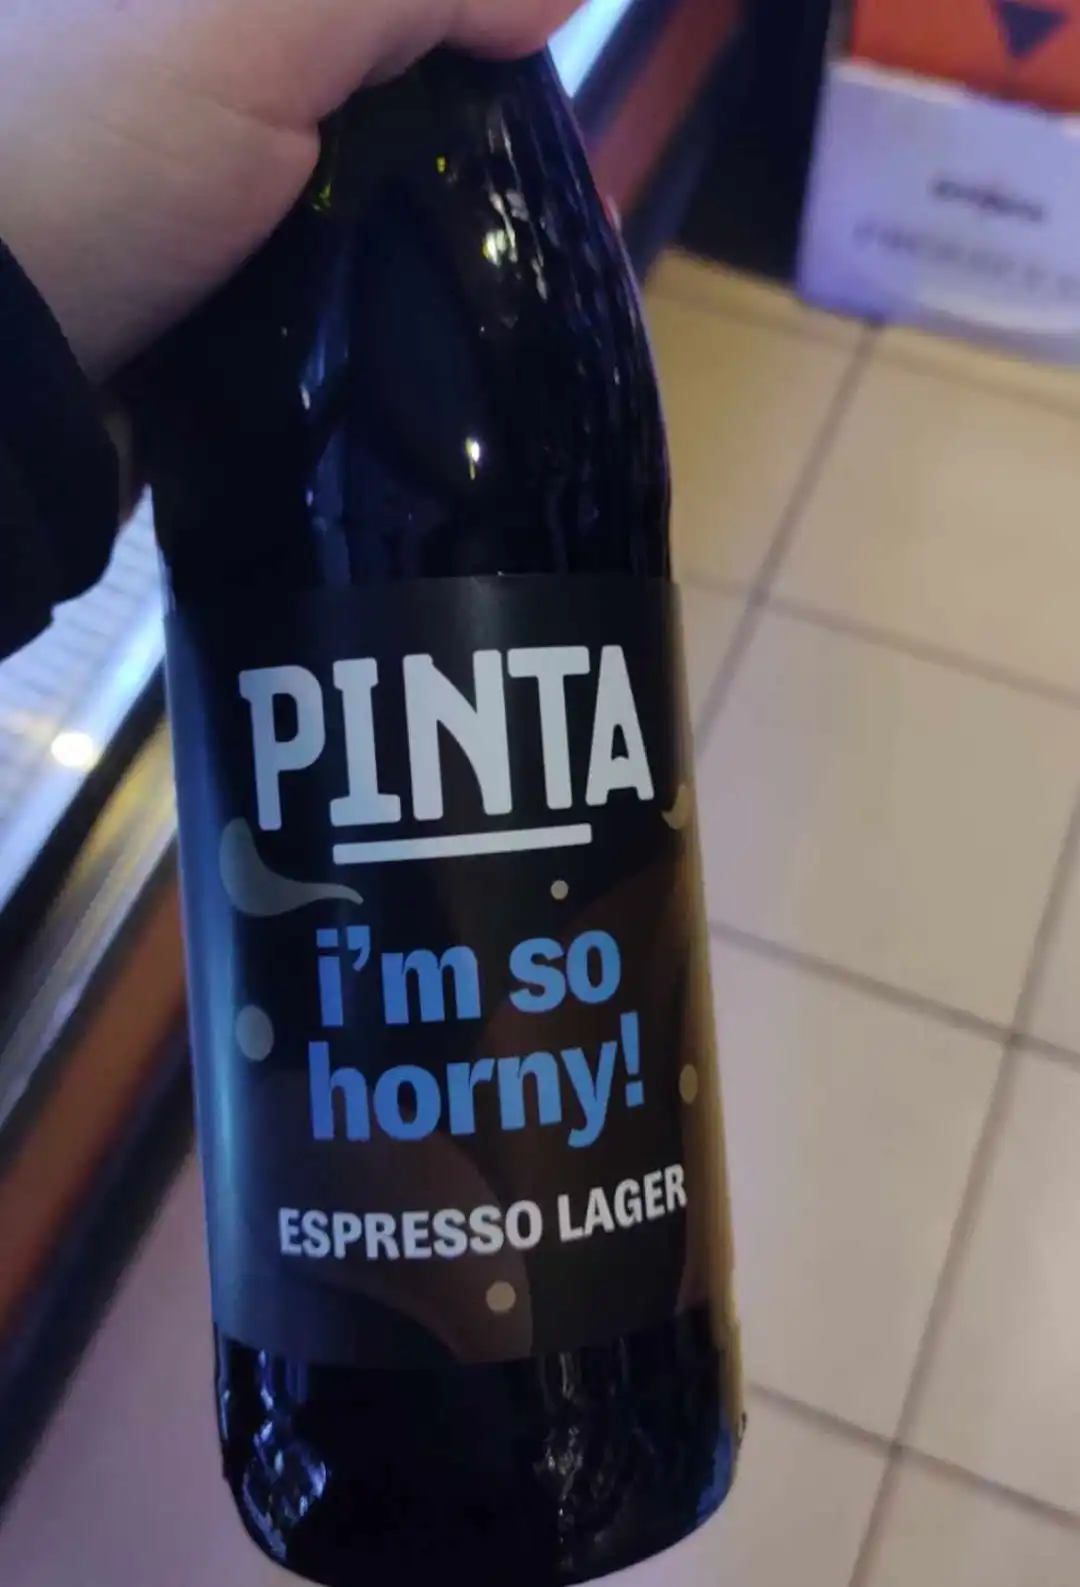 PINTA
i'm so
horny!
ESPRESSO LAGER